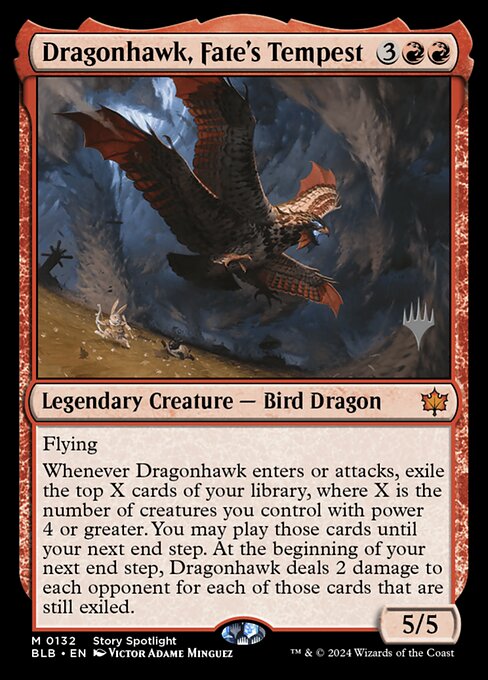 Dragonhawk, Fate's Tempest 3
Legendary Creature — Bird Dragon
Flying
Whenever Dragonhawk enters or attacks, exile
the top X cards of your library, where X is the
number of creatures you control with power
4 or greater. You may play those cards until
your next end step. At the beginning of your
next end step, Dragonhawk deals 2 damage to
each opponent for each of those cards that are
still exiled.
5/5
M 0132 Story Spotlight
BLB • EN Victor Adame Minguez
™ & © 2024 Wizards of the Coast